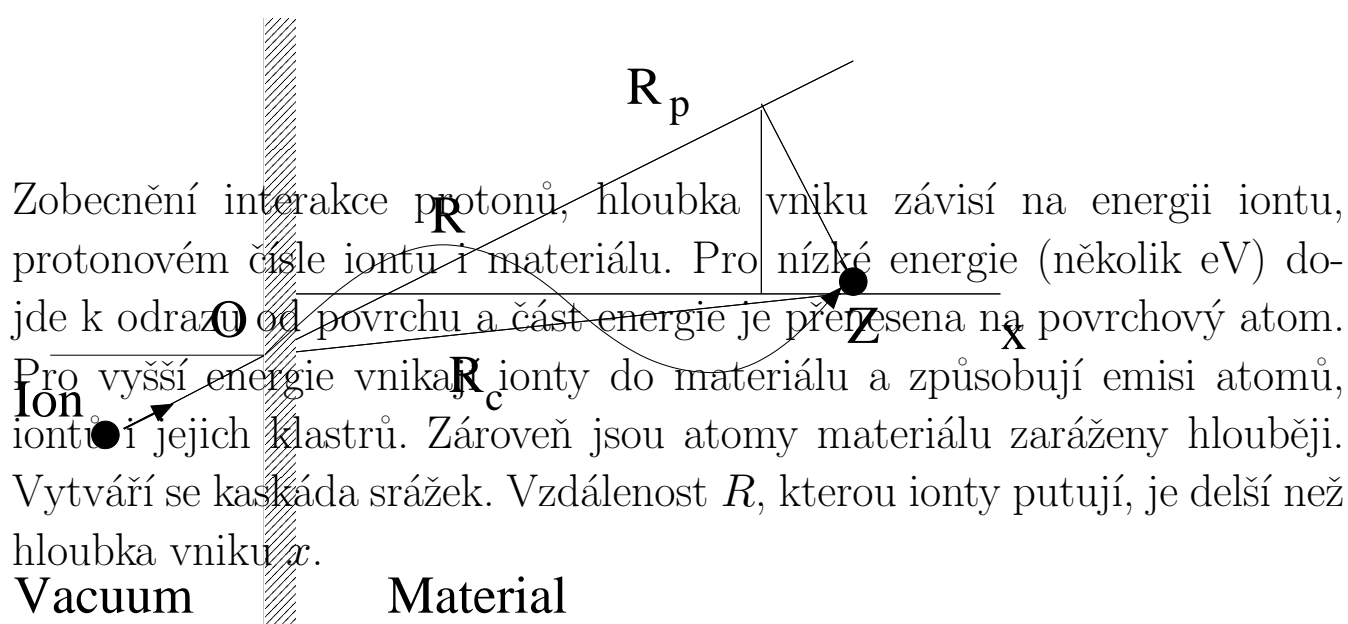 R p
Zobecnění interakce protonů, hloubka vniku závisí na energii iontu,
R
protonovém čísle iontu i materiálu. Pro nízké energie (několik eV) do-
jde k odrazu od povrchu a část energie je přenesena na povrchový atom.
O
Z
x
Pro vyšší energie vnikají ionty do materiálu a způsobují emisi atomů,
R c
Ion
iontů i jejich klastrů. Zároveň jsou atomy materiálu zaráženy hlouběji.
Vytváří se kaskáda srážek. Vzdálenost R, kterou ionty putují, je delší než
hloubka vniku x.
Vacuum Material